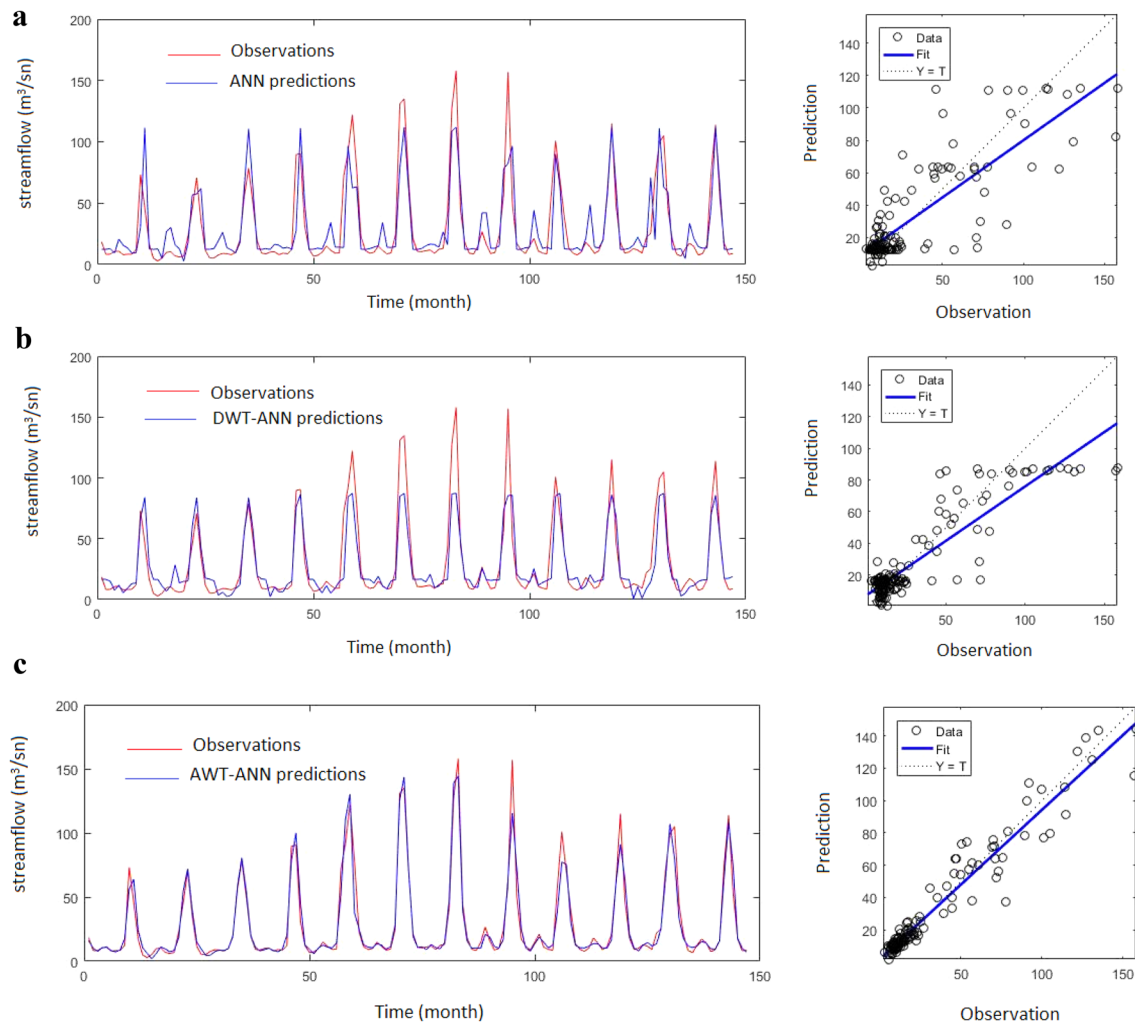 a
200
150
100
50
0
streamflow (m³/sn)
Observations
ANN predictions
0
50
100
150
Time (month)
140
120
100
80
60
40
20
Prediction
Data
Fit
Y = T
50
100
150
Observation
b
200
150
100
50
0
streamflow (m³/sn)
Observations
DWT-ANN predictions
0
50
100
150
Time (month)
140
120
100
80
60
40
20
Prediction
Data
Fit
Y = T
50
100
150
Observation
c
200
150
100
50
0
streamflow (m³/sn)
Observations
AWT-ANN predictions
0
50
100
150
Time (month)
140
120
100
80
60
40
20
Prediction
Data
Fit
Y = T
50
100
150
Observation